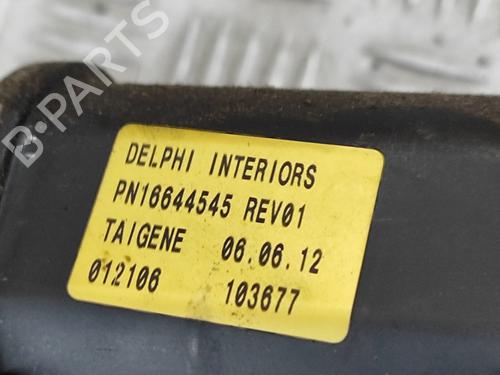 B-PARTS
DELPHI INTERIORS
PN16644545 REV01
TAIGENE 06.06.12
012106 103677